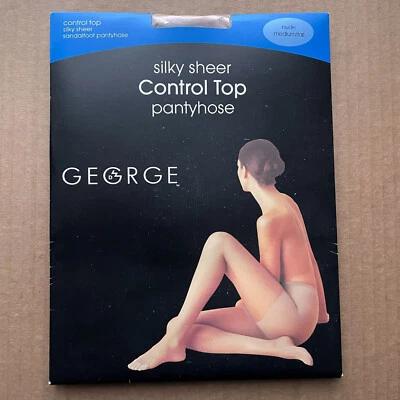 control top
silky sheer
sandalfoot pantyhose
nude
medium/tall
silky sheer
Control Top
pantyhose
GEORGE